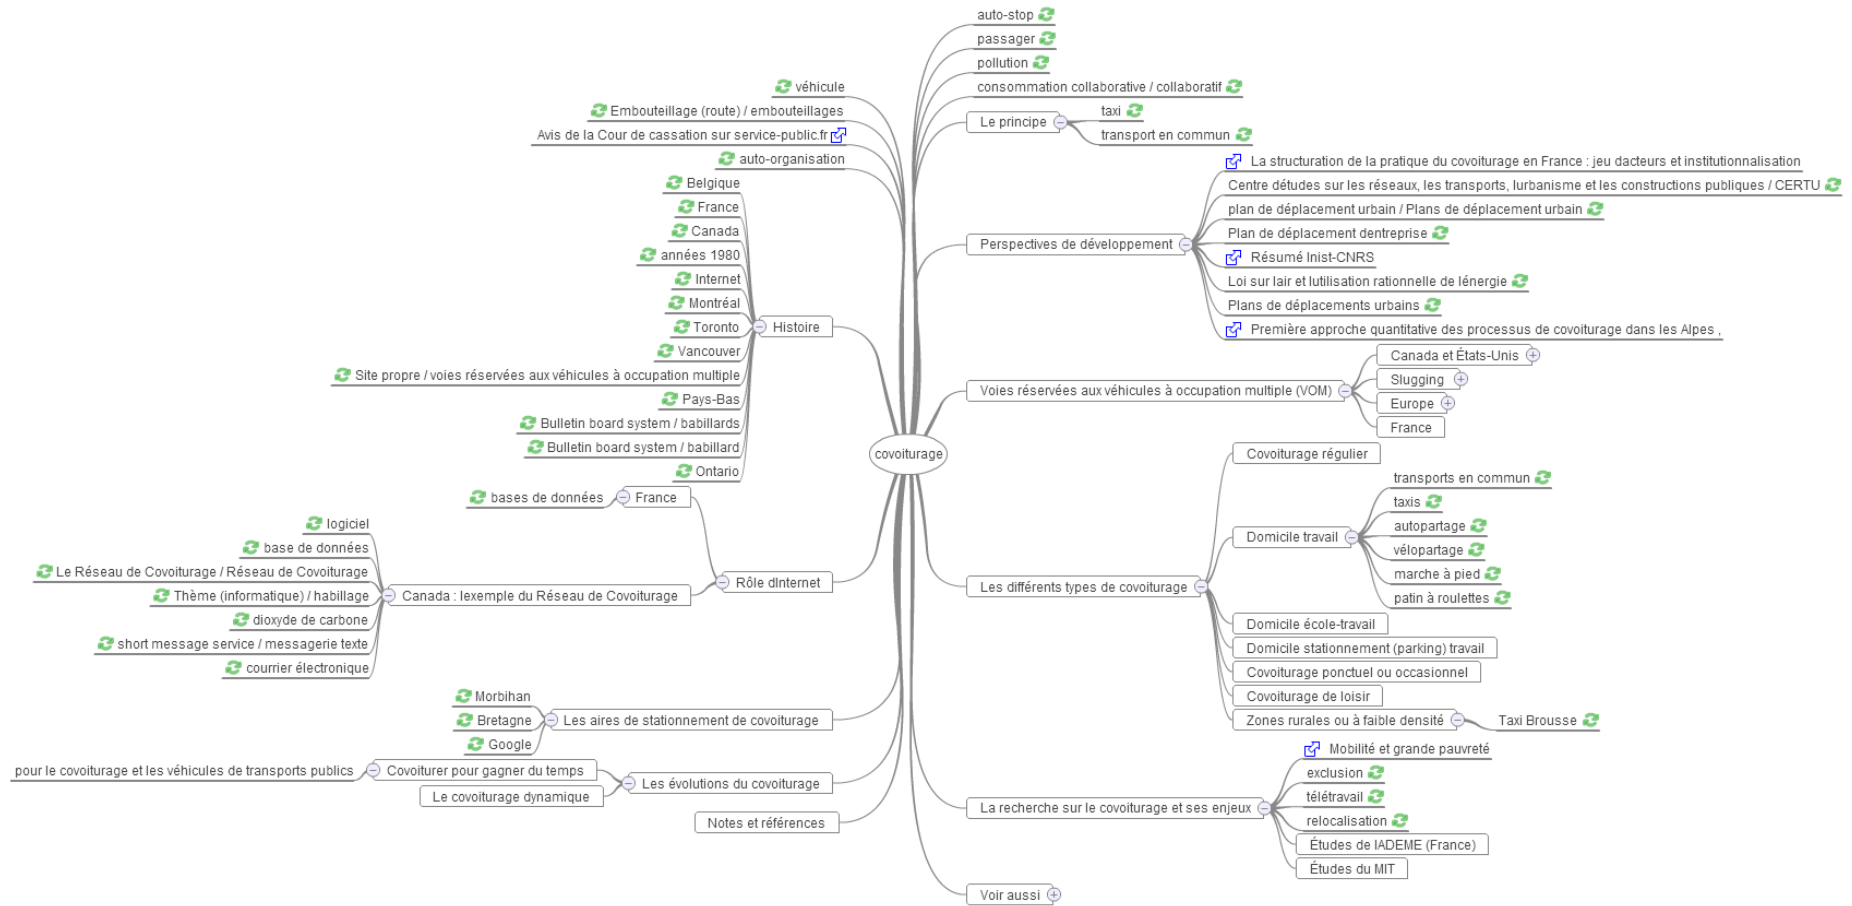 auto-stop
passager
pollution
consommation collaborative / collaboratif
Le principe
taxi
transport en commun
Perspectives de développement
La structuration de la pratique du covoiturage en France : jeu dacteurs et institutionnalisation
Centre détudes sur les réseaux, les transports, lurbanisme et les constructions publiques / CERTU
plan de déplacement urbain / Plans de déplacement urbain
Plan de déplacement dentreprise
Résumé Inist-CNRS
Loi sur lair et lutilisation rationnelle de lénergie
Plans de déplacements urbains
Première approche quantitative des processus de covoiturage dans les Alpes ,
Voies réservées aux véhicules à occupation multiple (VOM)
Canada et États-Unis
Slugging
Europe
France
Les différents types de covoiturage
Covoiturage régulier
Domicile travail
transports en commun
taxis
autopartage
vélopartage
marche à pied
patin à roulettes
Domicile école-travail
Domicile stationnement (parking) travail
Covoiturage ponctuel ou occasionnel
Covoiturage de loisir
Zones rurales ou à faible densité
Taxi Brousse
La recherche sur le covoiturage et ses enjeux
Mobilité et grande pauvreté
exclusion
télétravail
relocalisation
Études de lADEME (France)
Études du MIT
Voir aussi
covoiturage
véhicule
Embouteillage (route) / embouteillages
Avis de la Cour de cassation sur service-public.fr
auto-organisation
Histoire
Belgique
France
Canada
années 1980
Internet
Montréal
Toronto
Vancouver
Site propre / voies réservées aux véhicules à occupation multiple
Pays-Bas
Bulletin board system / babillards
Bulletin board system / babillard
Ontario
Rôle dInternet
France
bases de données
Canada : lexemple du Réseau de Covoiturage
logiciel
base de données
Le Réseau de Covoiturage / Réseau de Covoiturage
Thème (informatique) / habillage
dioxyde de carbone
short message service / messagerie texte
courrier électronique
Les aires de stationnement de covoiturage
Morbihan
Bretagne
Google
Les évolutions du covoiturage
Covoiturer pour gagner du temps
pour le covoiturage et les véhicules de transports publics
Le covoiturage dynamique
Notes et références